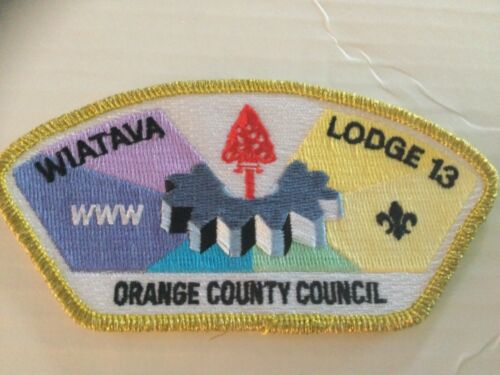 WIATAVA
LODGE 13
WWW
ORANGE COUNTY COUNCIL